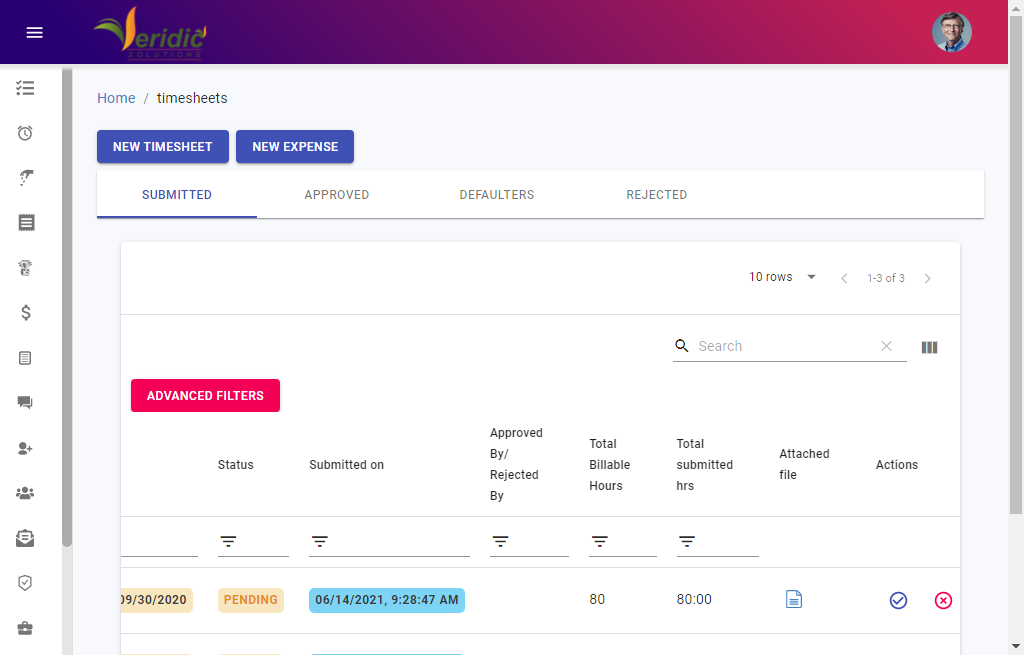 Veridic
SOLUTIONS
Home / timesheets
NEW TIMESHEET
NEW EXPENSE
SUBMITTED
APPROVED
DEFAULTERS
REJECTED
10 rows
1-3 of 3
Search
ADVANCED FILTERS
Status
Submitted on
Approved
By/
Rejected
By
Total
Billable
Hours
Total
submitted
hrs
Attached
file
Actions
09/30/2020
PENDING
06/14/2021, 9:28:47 AM
80
80:00